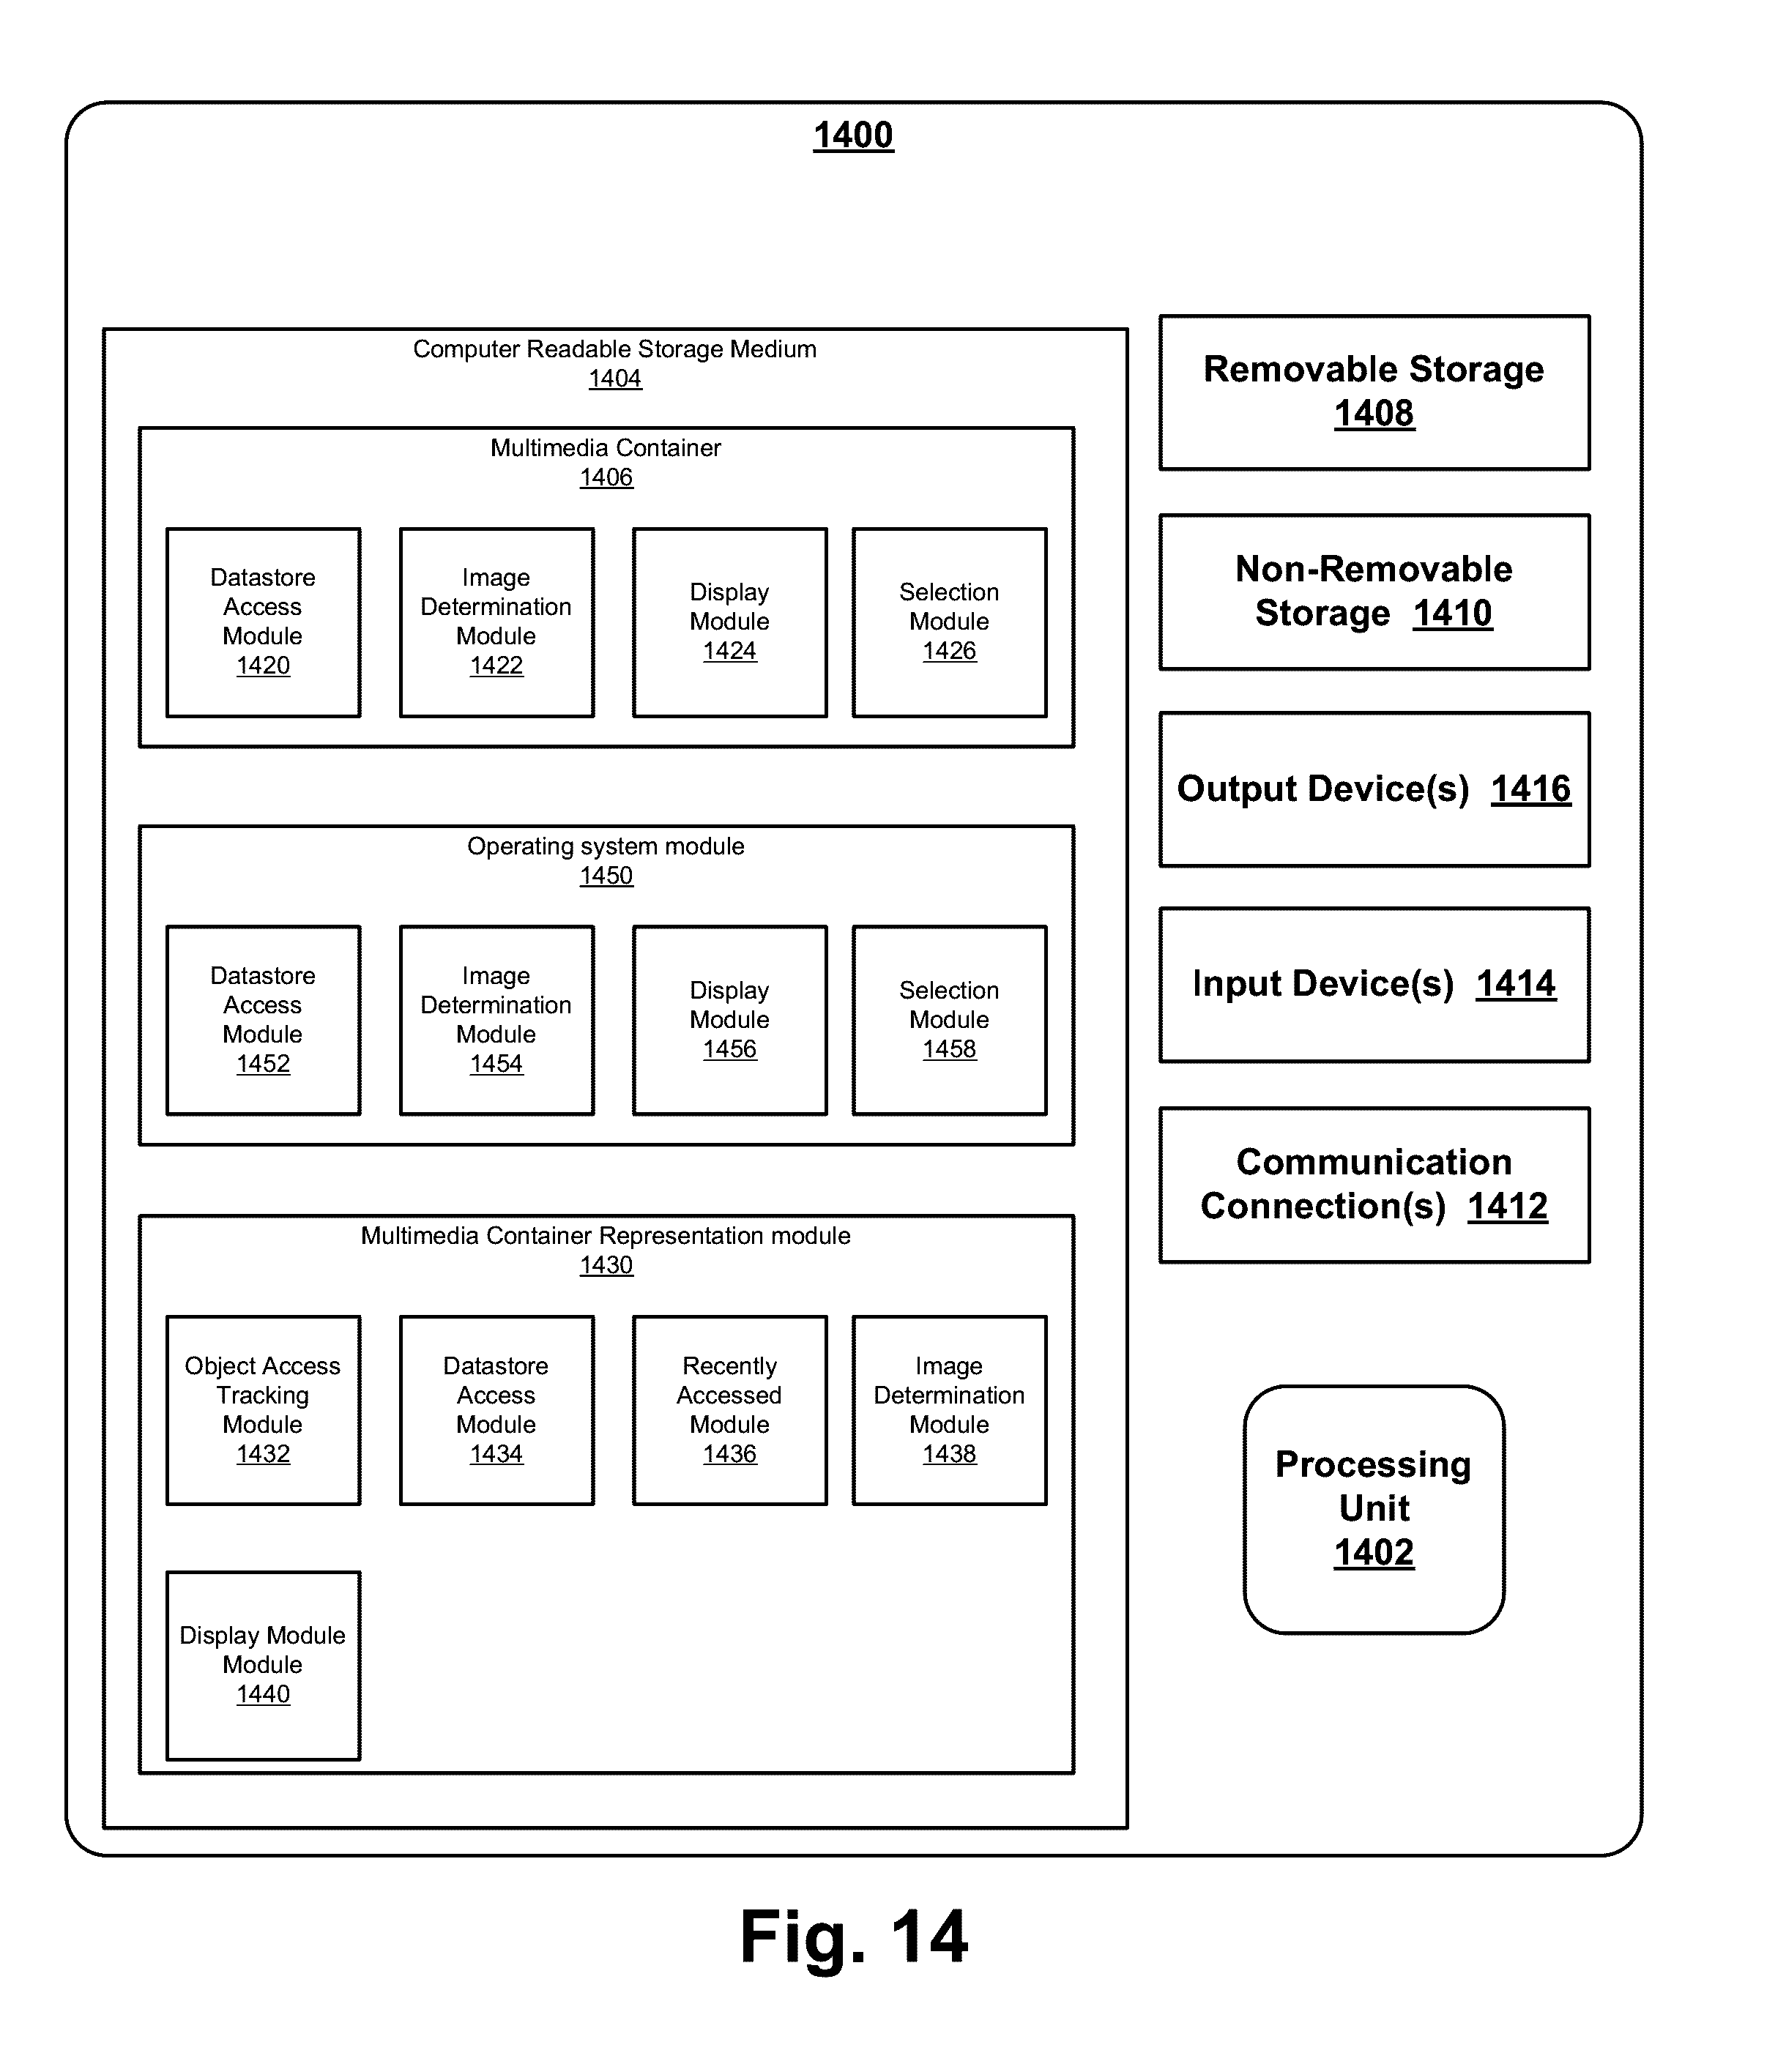 1400
Computer Readable Storage Medium
1404
Multimedia Container
1406
Datastore
Access
Module
1420
Image
Determination
Module
1422
Display
Module
1424
Selection
Module
1426
Operating system module
1450
Datastore
Access
Module
1452
Image
Determination
Module
1454
Display
Module
1456
Selection
Module
1458
Multimedia Container Representation module
1430
Object Access
Tracking
Module
1432
Datastore
Access
Module
1434
Recently
Accessed
Module
1436
Image
Determination
Module
1438
Display Module
Module
1440
Removable Storage
1408
Non-Removable
Storage 1410
Output Device(s) 1416
Input Device(s) 1414
Communication
Connection(s) 1412
Processing
Unit
1402
Fig. 14